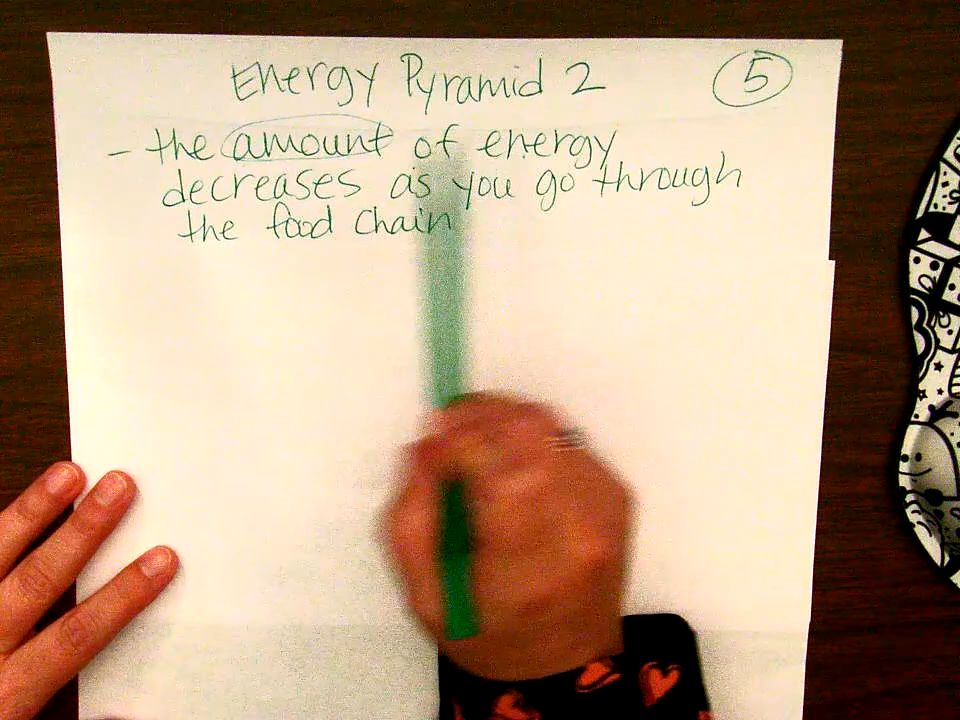 Energy Pyramid 2
5
- the amount of energy
decreases as you go through
the food chain